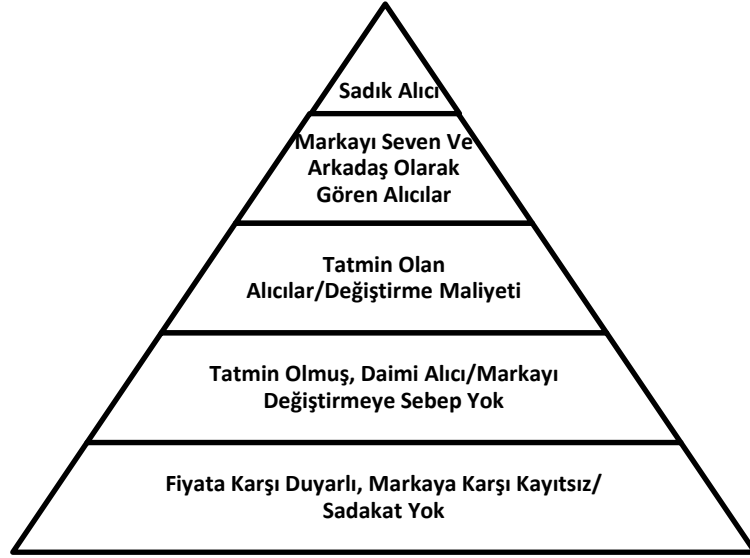 Sadık Alıcı
Markayı Seven Ve
Arkadaş Olarak
Gören Alıcılar
Tatmin Olan
Alıcılar/Değiştirme Maliyeti
Tatmin Olmuş, Daimi Alıcı/Markayı
Değiştirmeye Sebep Yok
Fiyata Karşı Duyarlı, Markaya Karşı Kayıtsız/
Sadakat Yok